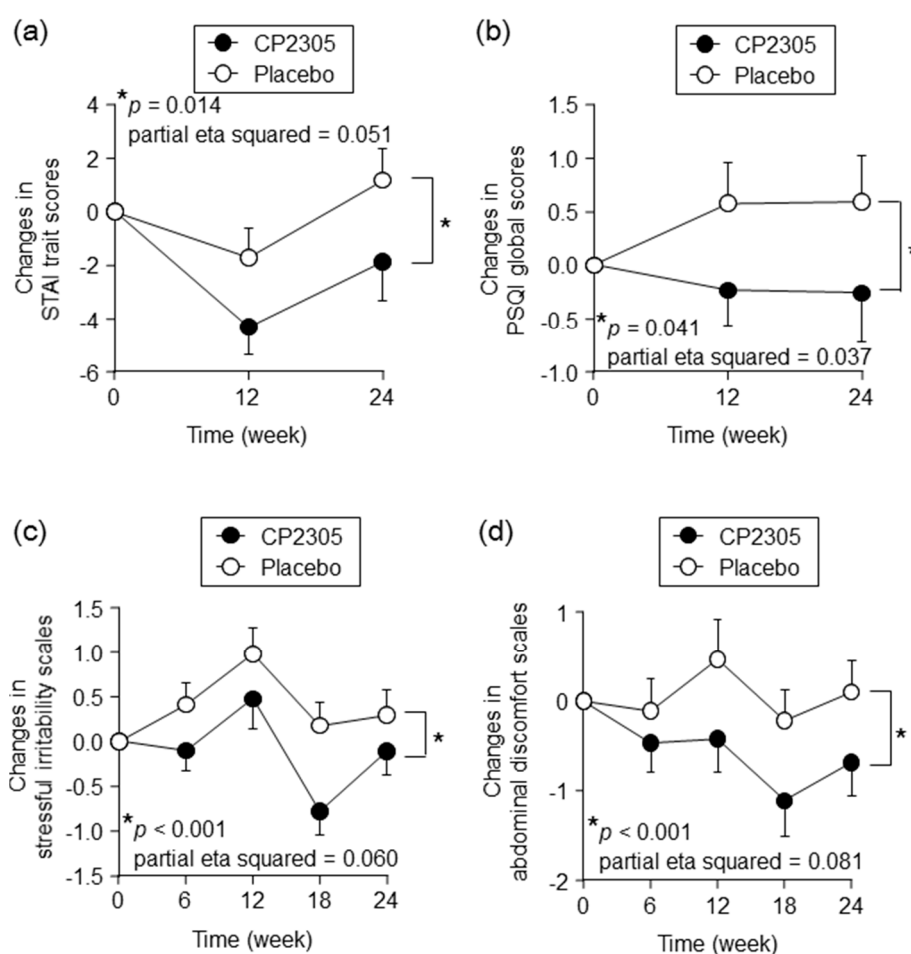 (a)
CP2305
Placebo
* p = 0.014
partial eta squared = 0.051
Changes in
STAI trait scores
4
2
0
-2
-4
-6
0 12 24
Time (week)
*
(b)
CP2305
Placebo
Changes in
PSQI global scores
1.5
1.0
0.5
0.0
-0.5
-1.0
* p = 0.041
partial eta squared = 0.037
0 12 24
Time (week)
*
(c)
CP2305
Placebo
Changes in
stressful irritability scales
1.5
1.0
0.5
0.0
-0.5
-1.0
-1.5
* p < 0.001
partial eta squared = 0.060
0 6 12 18 24
Time (week)
*
(d)
CP2305
Placebo
Changes in
abdominal discomfort scales
1
0
-1
-2
* p < 0.001
partial eta squared = 0.081
0 6 12 18 24
Time (week)
*